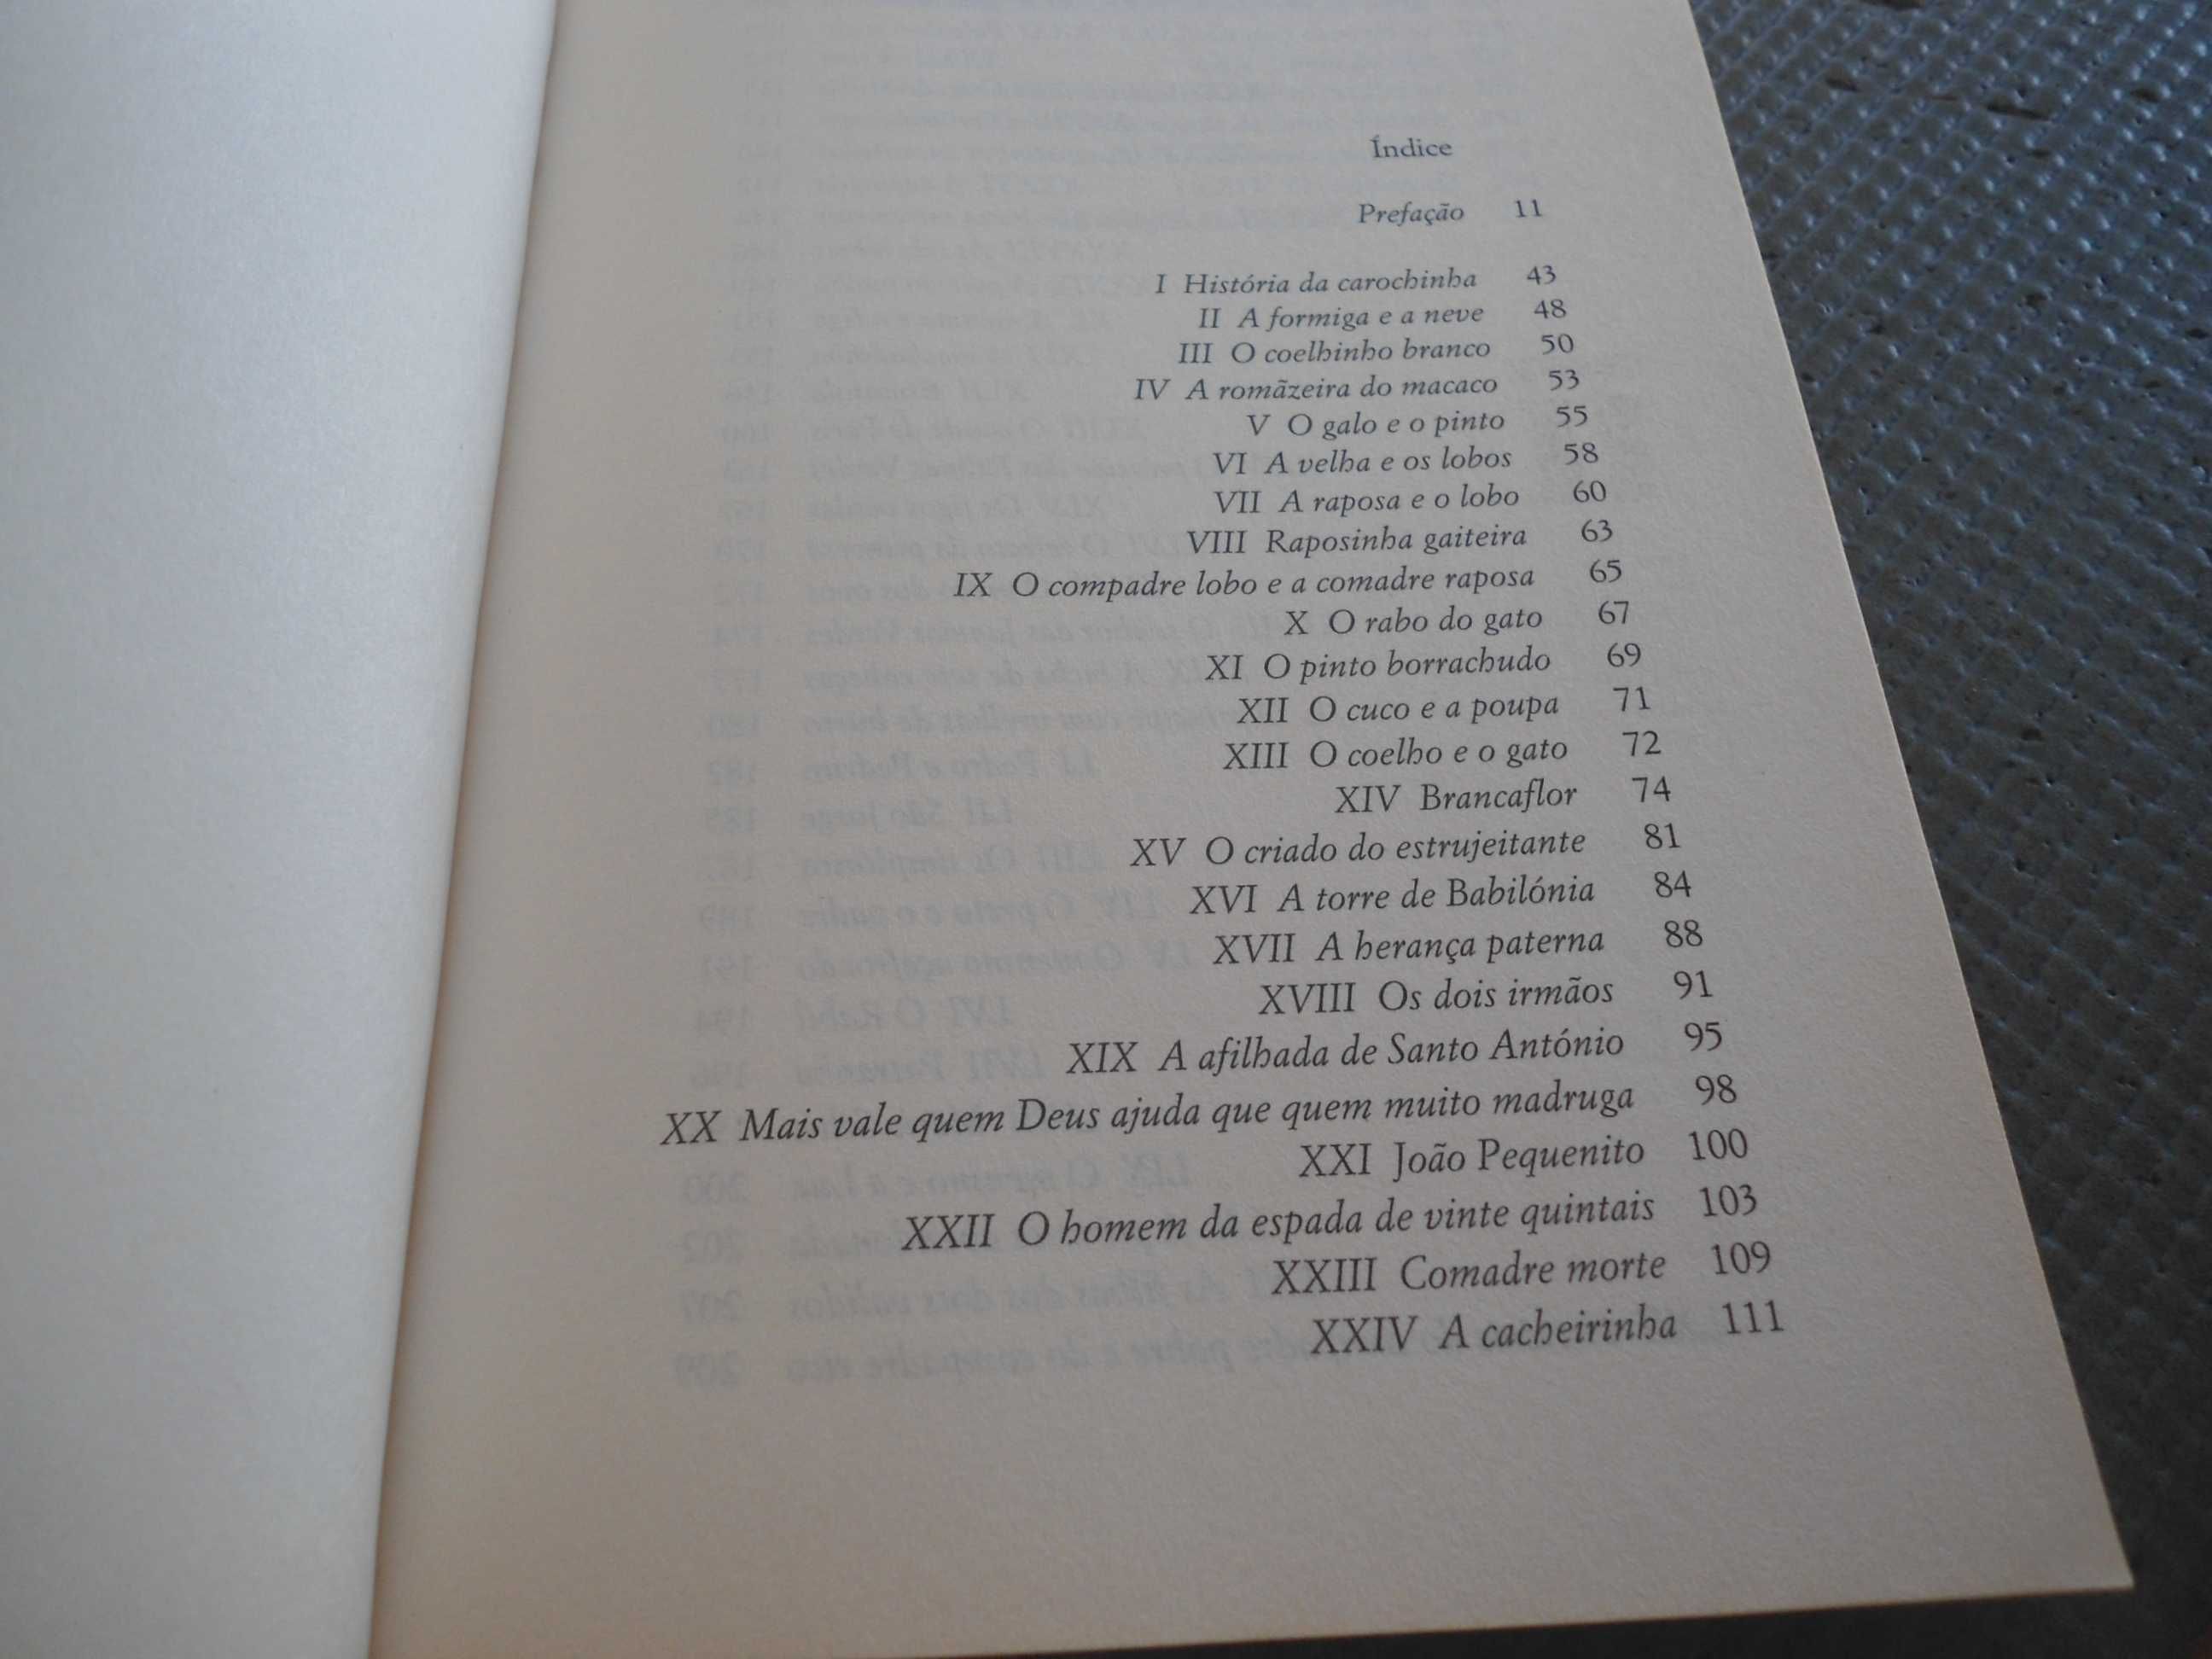 Índice
Prefação 11
I História da carochinha 43
II A formiga e a neve 48
III O coelhinho branco 50
IV A romãzeira do macaco 53
V O galo e o pinto 55
VI A velha e os lobos 58
VII A raposa e o lobo 60
VIII Raposinha gaiteira 63
IX O compadre lobo e a comadre raposa 65
X O rabo do gato 67
XI O pinto borrachudo 69
XII O cuco e a poupa 71
XIII O coelho e o gato 72
XIV Brancaflor 74
XV O criado do estrujeitante 81
XVI A torre de Babilónia 84
XVII A herança paterna 88
XVIII Os dois irmãos 91
XIX A afilhada de Santo António 95
XX Mais vale quem Deus ajuda que quem muito madruga 98
XXI João Pequenito 100
XXII O homem da espada de vinte quintais 103
XXIII Comadre morte 109
XXIV A cacheirinha 111